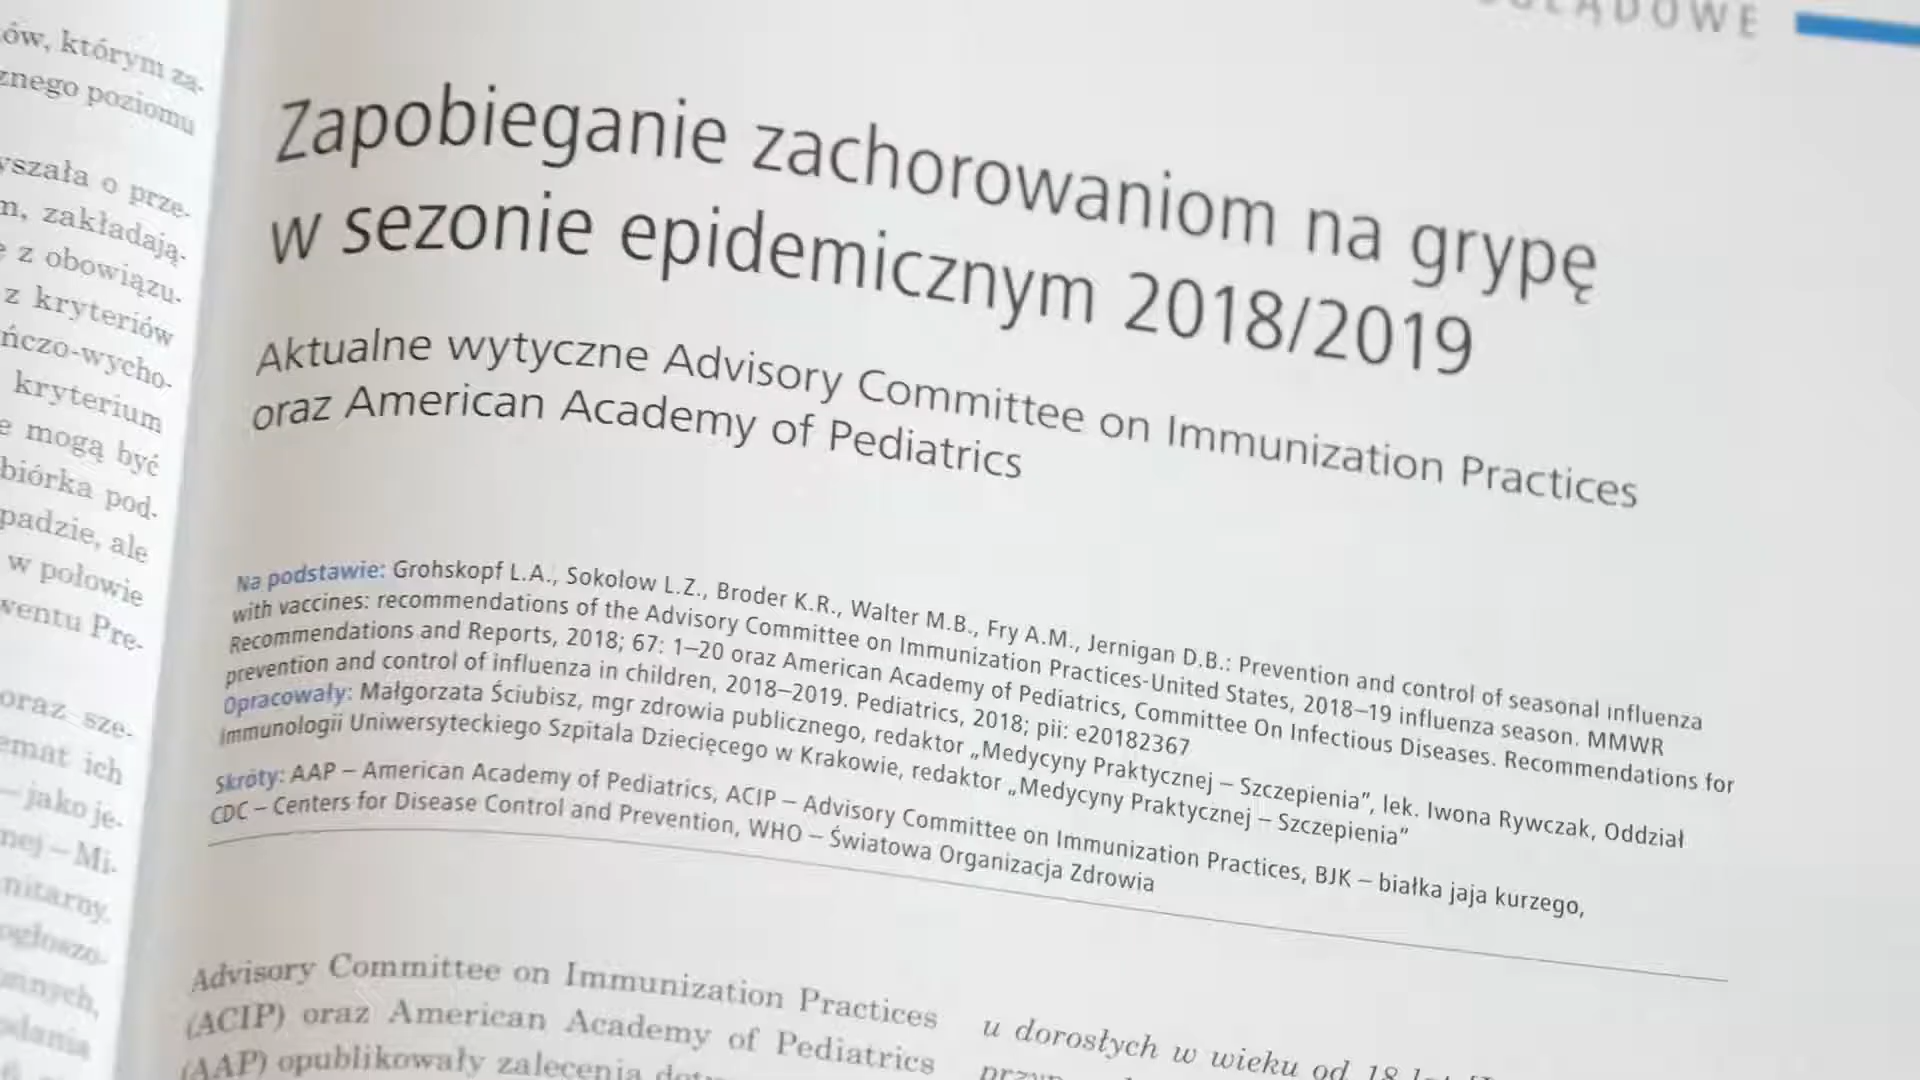 ów, którym za-
znego poziomu
yszała o prze-
m, zakładają-
ę z obowiązu-
z kryteriów
ńczo-wycho-
kryterium
e mogą być
biórka pod-
padzie, ale
w połowie
wentu Pre-
oraz sze-
emat ich
– jako je-
nej – Mi-
nitarny,
ogłoszo-
Zapobieganie zachorowaniom na grypę
w sezonie epidemicznym 2018/2019
Aktualne wytyczne Advisory Committee on Immunization Practices
oraz American Academy of Pediatrics
Na podstawie: Grohskopf L.A., Sokolow L.Z., Broder K.R., Walter M.B., Fry A.M., Jernigan D.B.: Prevention and control of seasonal influenza
with vaccines: recommendations of the Advisory Committee on Immunization Practices-United States, 2018–19 influenza season. MMWR
Recommendations and Reports, 2018; 67: 1–20 oraz American Academy of Pediatrics, Committee On Infectious Diseases. Recommendations for
prevention and control of influenza in children, 2018–2019. Pediatrics, 2018; pii: e20182367
Opracowały: Małgorzata Ściubisz, mgr zdrowia publicznego, redaktor „Medycyny Praktycznej – Szczepienia”, lek. Iwona Rywczak, Oddział
Immunologii Uniwersyteckiego Szpitala Dziecięcego w Krakowie, redaktor „Medycyny Praktycznej – Szczepienia”
Skróty: AAP – American Academy of Pediatrics, ACIP – Advisory Committee on Immunization Practices, BJK – białka jaja kurzego,
CDC – Centers for Disease Control and Prevention, WHO – Światowa Organizacja Zdrowia
Advisory Committee on Immunization Practices
(ACIP) oraz American Academy of Pediatrics
(AAP) opublikowały zalecenia
u dorosłych w wieku od 18